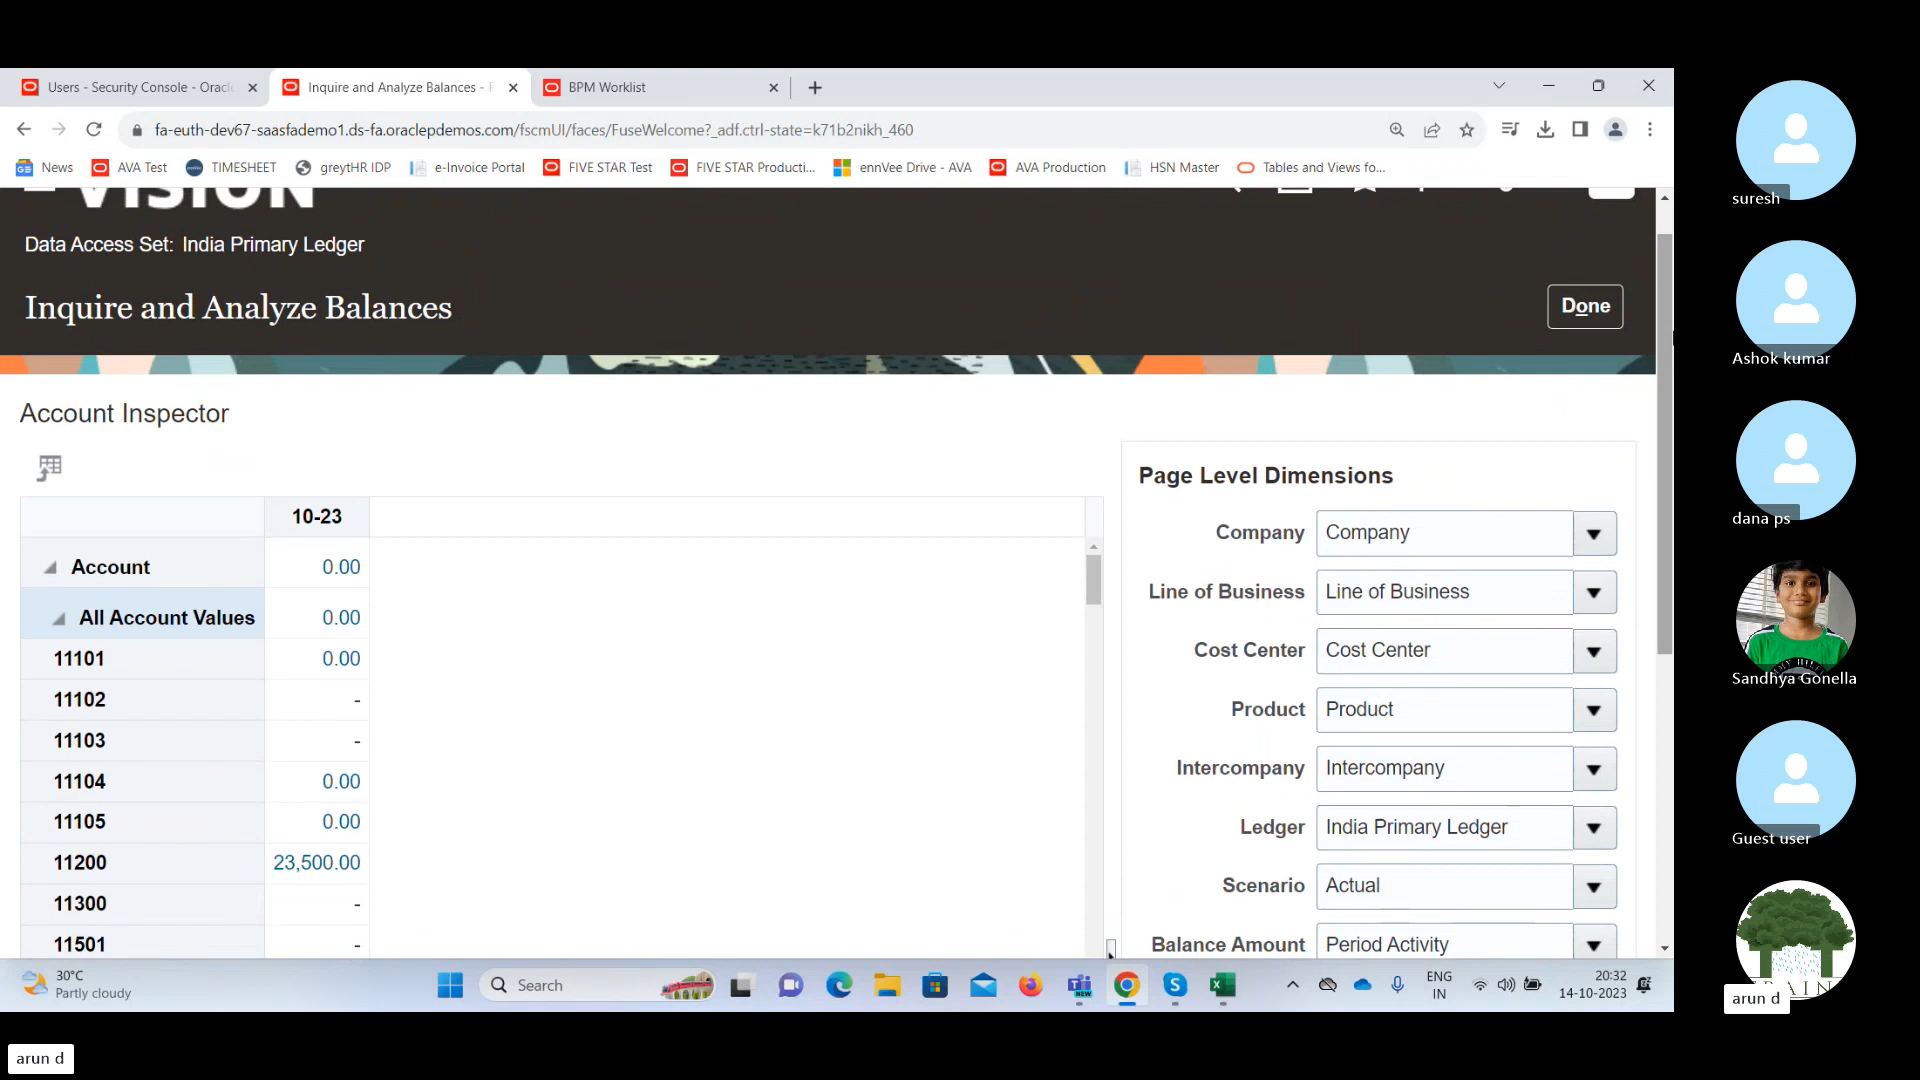 Users - Security Console - Oracl
Inquire and Analyze Balances - P
BPM Worklist
fa-euth-dev67-saasfademo1.ds-fa.oraclepdemos.com/fscmUI/faces/FuseWelcome?_adf.ctrl-state=k71b2nikh_460
News
AVA Test
TIMESHEET
greytHR IDP
e-Invoice Portal
FIVE STAR Test
FIVE STAR Producti...
ennVee Drive - AVA
AVA Production
HSN Master
Tables and Views fo...
VISION
Data Access Set: India Primary Ledger
Inquire and Analyze Balances
Done
Account Inspector
10-23
Account 0.00
All Account Values 0.00
11101 0.00
11102 -
11103 -
11104 0.00
11105 0.00
11200 23,500.00
11300 -
11501 -
Page Level Dimensions
Company Company
Line of Business Line of Business
Cost Center Cost Center
Product Product
Intercompany Intercompany
Ledger India Primary Ledger
Scenario Actual
Balance Amount Period Activity
30°C
Partly cloudy
Search
NEW
ENG
IN
20:32
14-10-2023
suresh
Ashok kumar
dana ps
Sandhya Gonella
Guest user
arun d
arun d